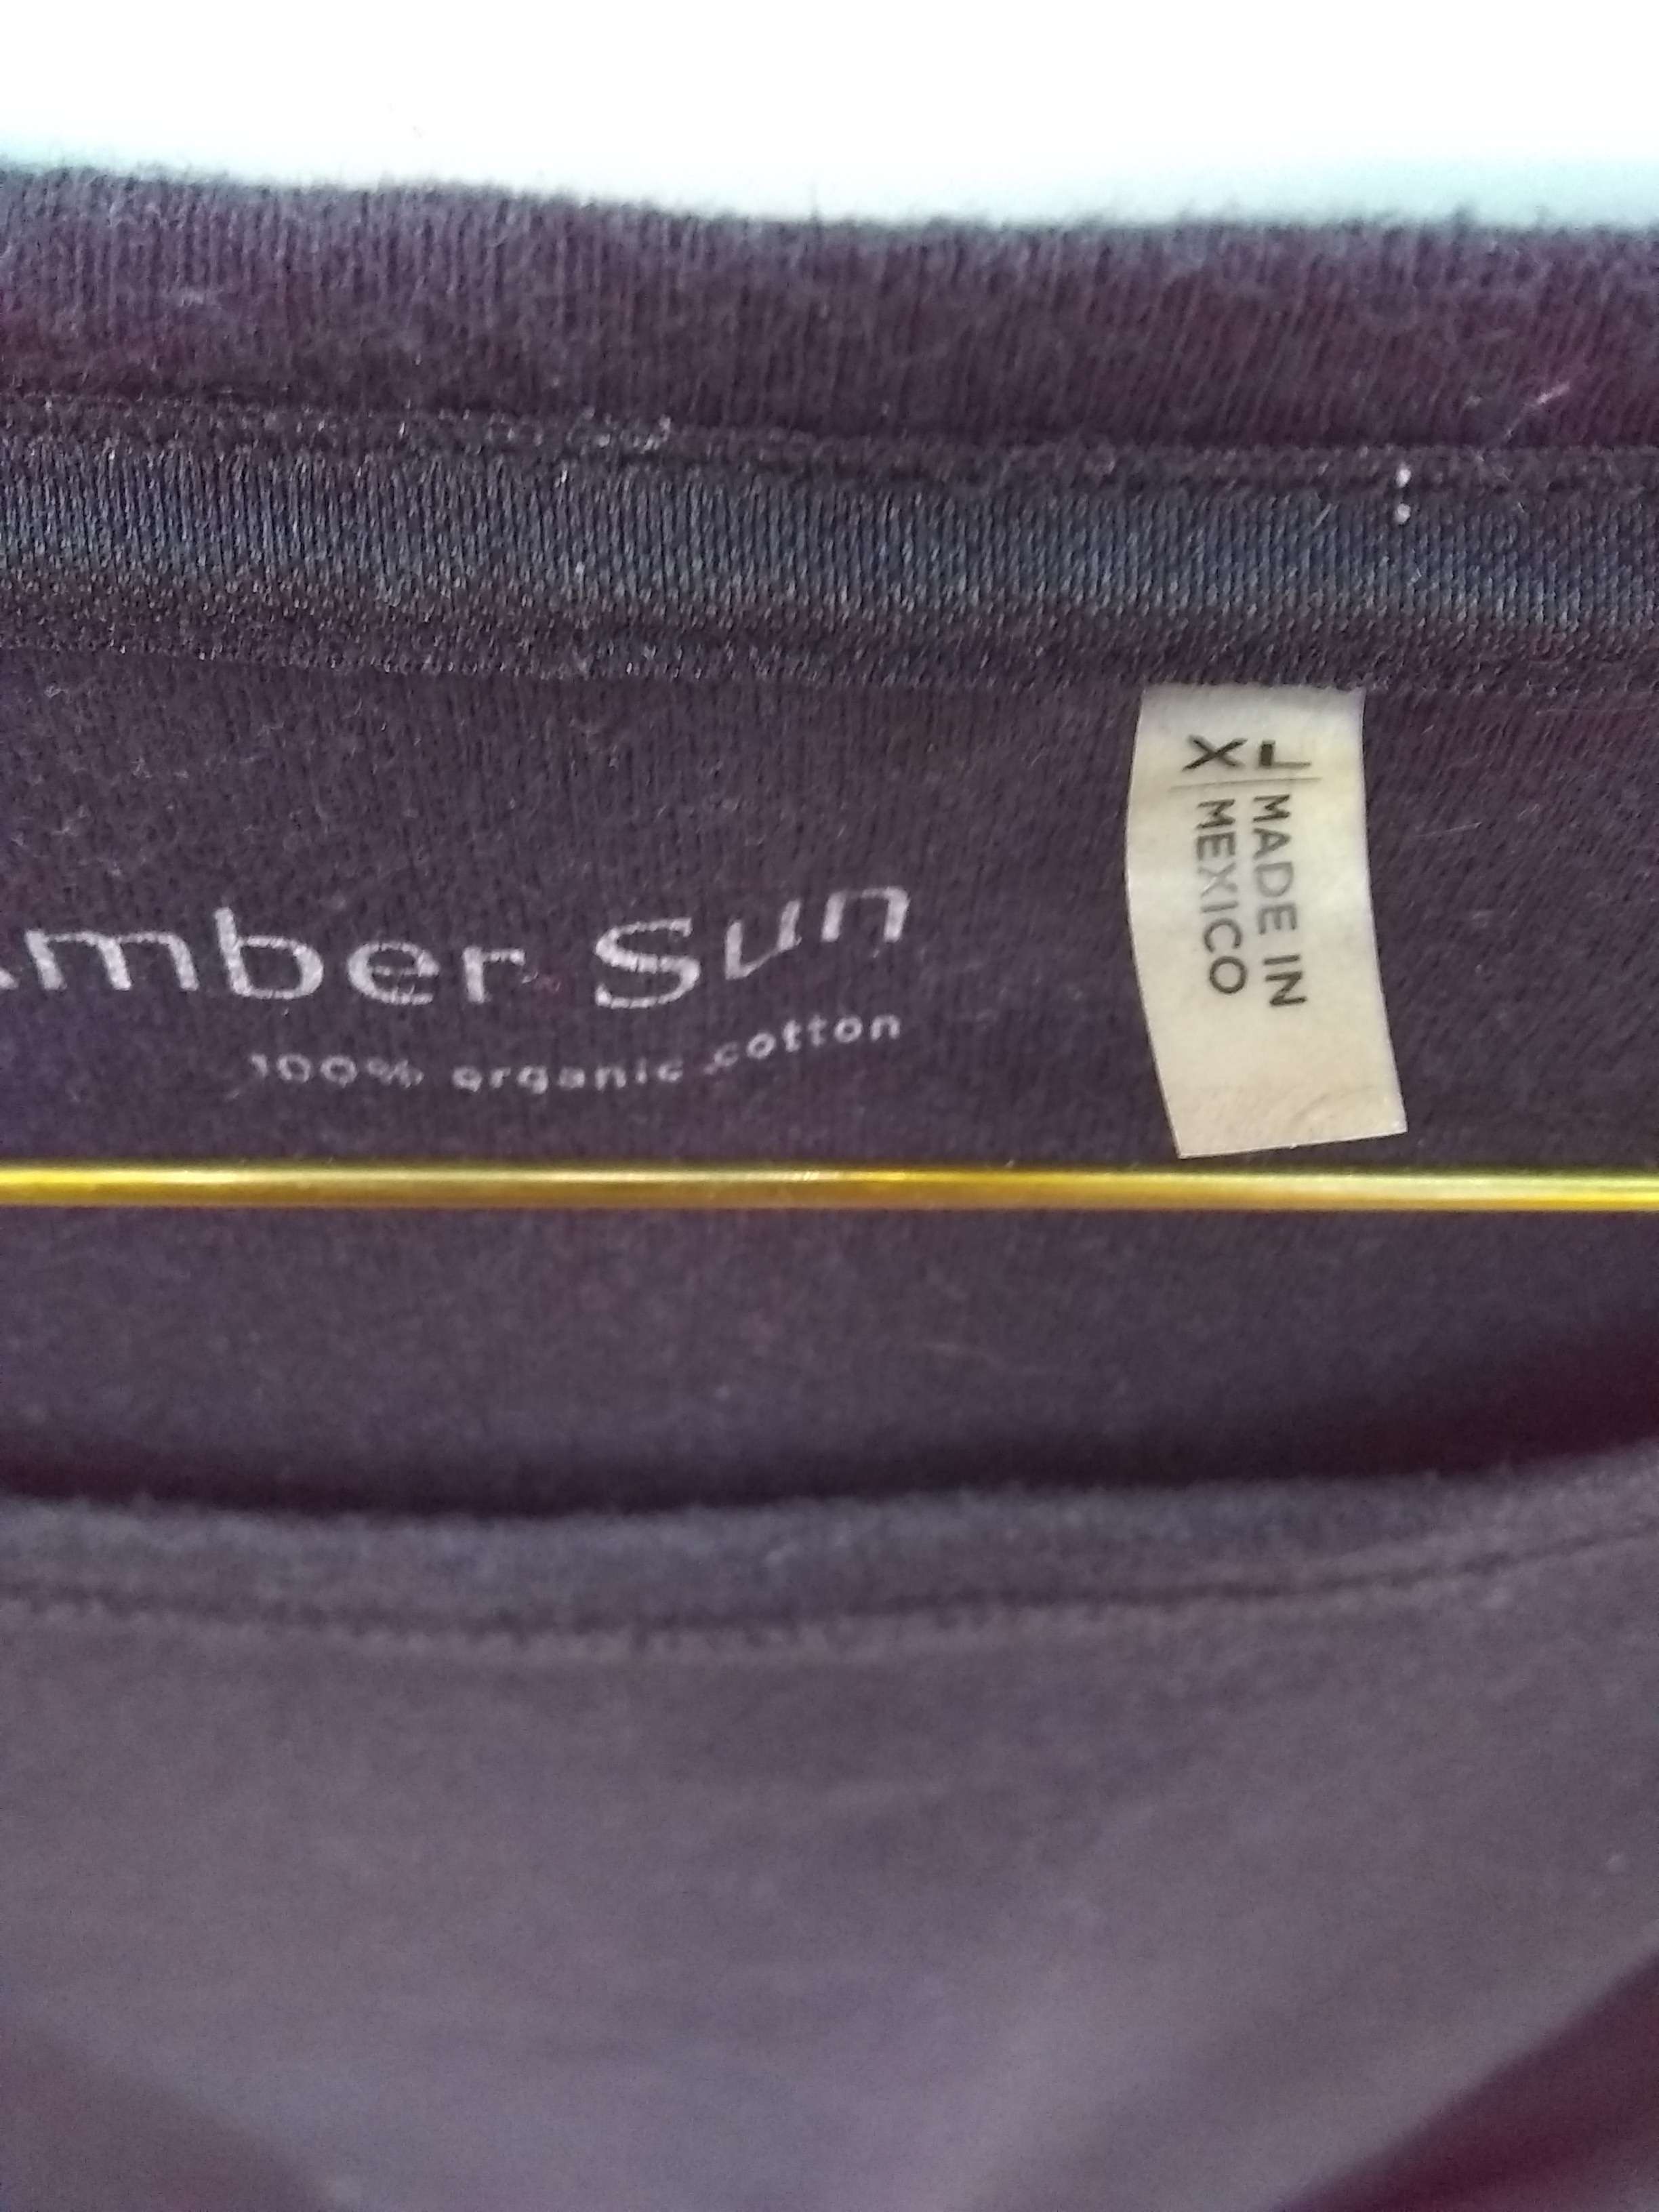 mber Sun
100% organic cotton
XL
MADE IN
MEXICO